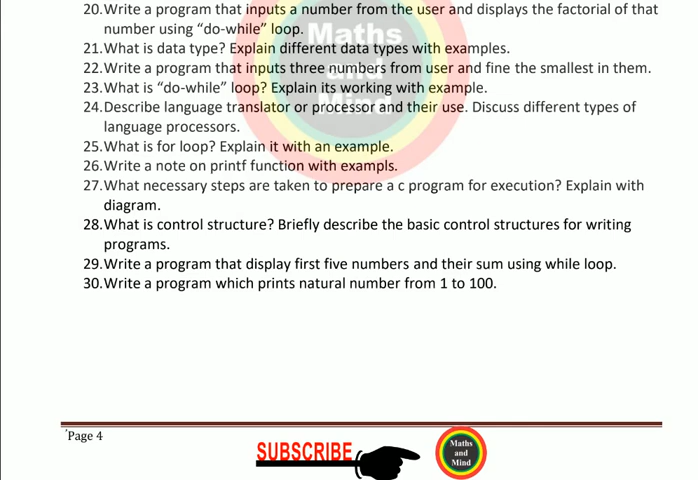 20.Write a program that inputs a number from the user and displays the factorial of that
number using “do-while” loop.
Maths
and
Mind
21.What is data type? Explain different data types with examples.
22.Write a program that inputs three numbers from user and fine the smallest in them.
23.What is “do-while” loop? Explain its working with example.
24.Describe language translator or processor and their use. Discuss different types of
language processors.
25.What is for loop? Explain it with an example.
26.Write a note on printf function with exampls.
27.What necessary steps are taken to prepare a c program for execution? Explain with
diagram.
28.What is control structure? Briefly describe the basic control structures for writing
programs.
29.Write a program that display first five numbers and their sum using while loop.
30.Write a program which prints natural number from 1 to 100.
Page 4
SUBSCRIBE
Maths
and
Mind